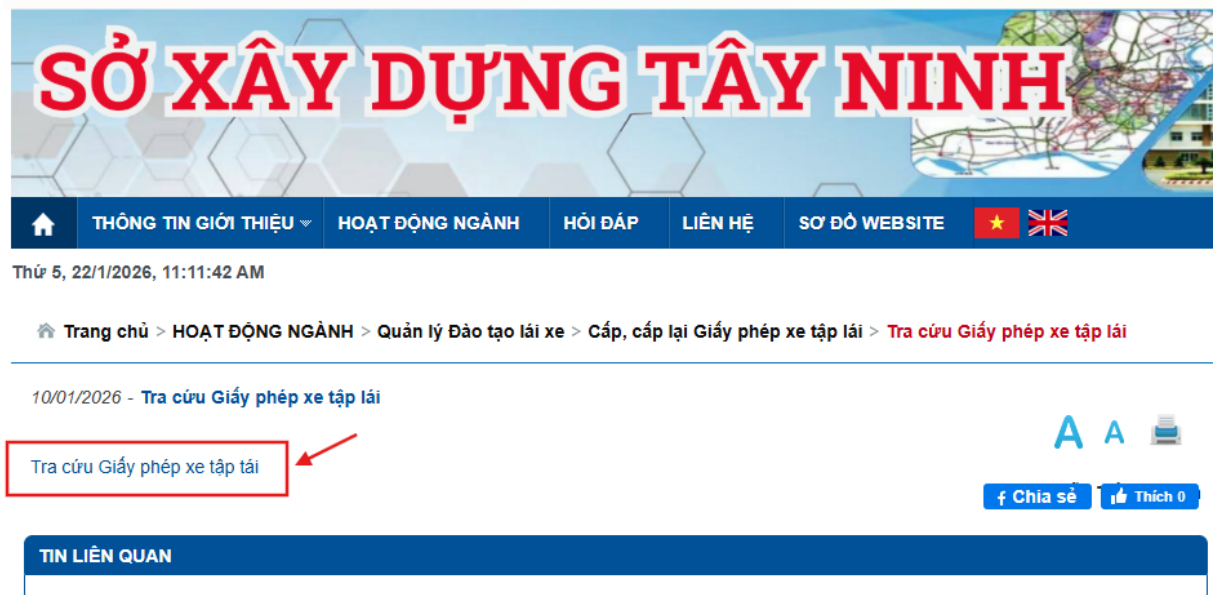 SỞ XÂY DỰNG TÂY NINH
THÔNG TIN GIỚI THIỆU HOẠT ĐỘNG NGÀNH HỎI ĐÁP LIÊN HỆ SƠ ĐỒ WEBSITE
Thứ 5, 22/1/2026, 11:11:42 AM
Trang chủ > HOẠT ĐỘNG NGÀNH > Quản lý Đào tạo lái xe > Cấp, cấp lại Giấy phép xe tập lái > Tra cứu Giấy phép xe tập lái
10/01/2026 - Tra cứu Giấy phép xe tập lái
A A
Tra cứu Giấy phép xe tập tái
f Chia sẻ Thích 0
TIN LIÊN QUAN